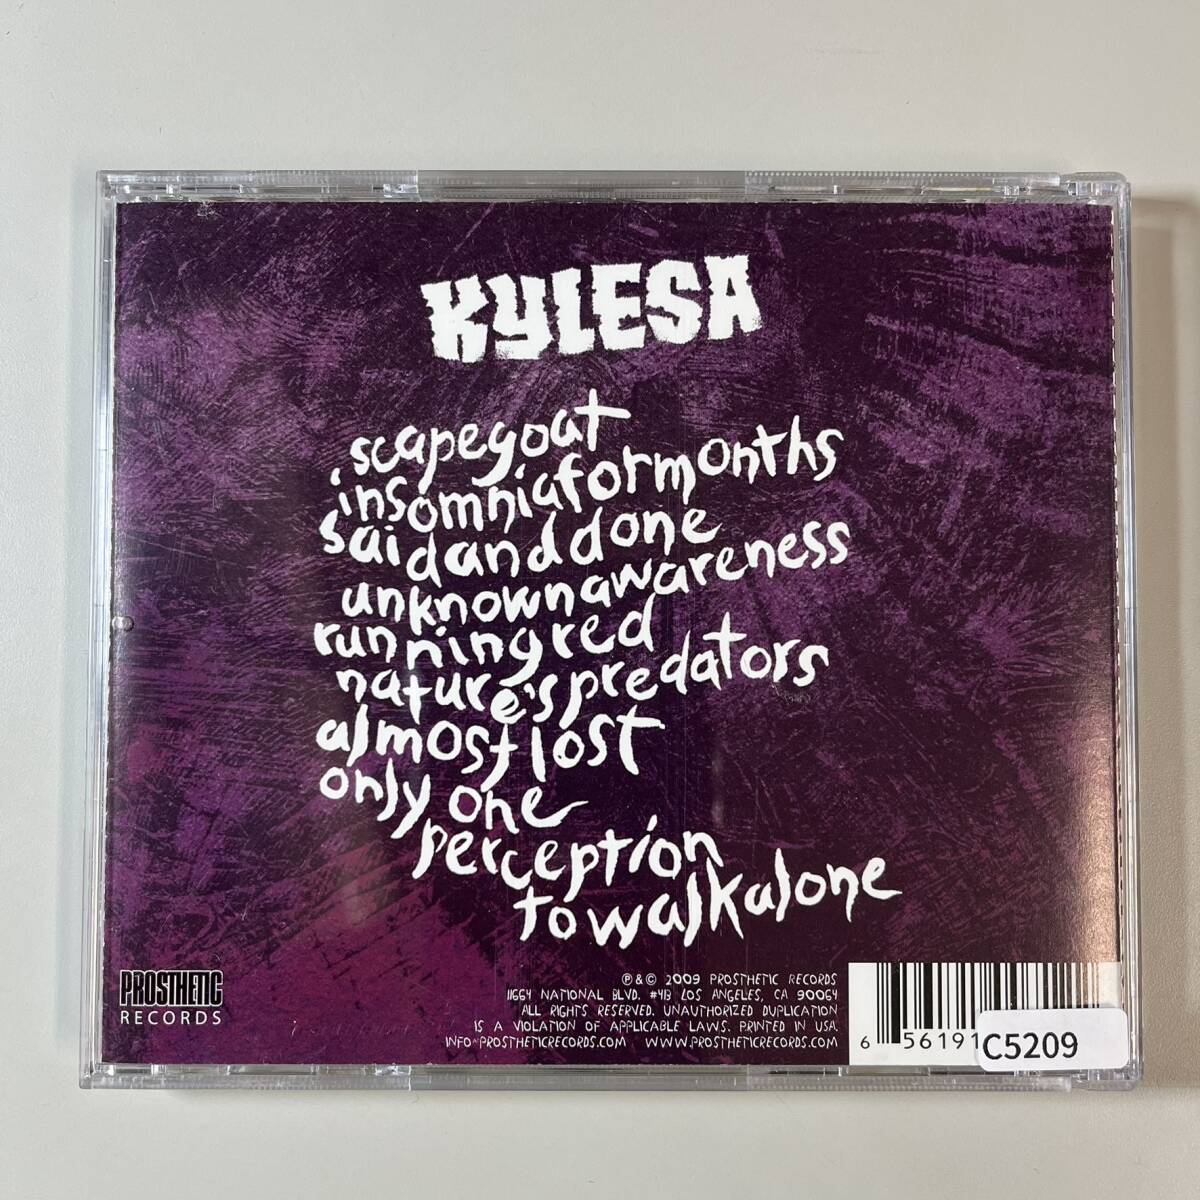 KYLESA
scapegoat
insomniaformonths
saidanddone
unknownawareness
runningred
nature'spredators
almostlost
only one
perception
towalkalone
PROSTHETIC
RECORDS
℗ & © 2009 PROSTHETIC RECORDS
11664 NATIONAL BLVD. #413 LOS ANGELES, CA 90064
ALL RIGHTS RESERVED. UNAUTHORIZED DUPLICATION
IS A VIOLATION OF APPLICABLE LAWS. PRINTED IN USA.
INFO@PROSTHETICRECORDS.COM WWW.PROSTHETICRECORDS.COM
6 56191
C5209